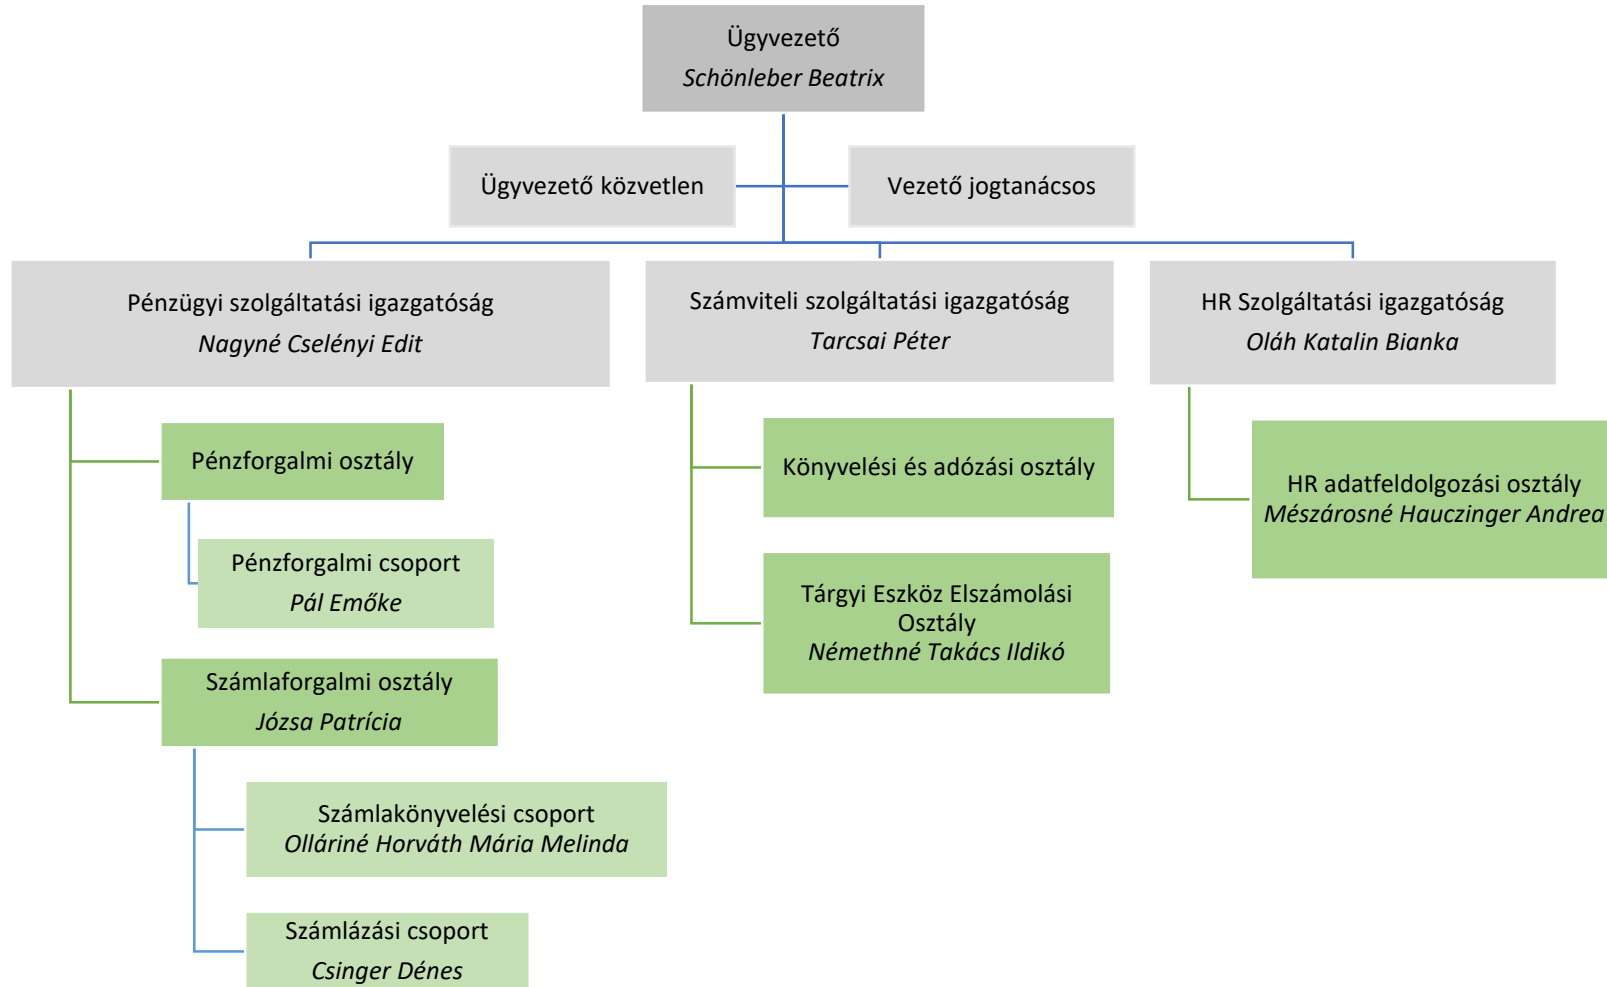 Ügyvezető
Schönleber Beatrix
Ügyvezető közvetlen
Vezető jogtanácsos
Pénzügyi szolgáltatási igazgatóság
Nagyné Cselényi Edit
Számviteli szolgáltatási igazgatóság
Tarcsai Péter
HR Szolgáltatási igazgatóság
Oláh Katalin Bianka
Pénzforgalmi osztály
Pénzforgalmi csoport
Pál Emőke
Számlaforgalmi osztály
Józsa Patrícia
Számlakönyvelési csoport
Olláriné Horváth Mária Melinda
Számlázási csoport
Csinger Dénes
Könyvelési és adózási osztály
Tárgyi Eszköz Elszámolási
Osztály
Némethné Takács Ildikó
HR adatfeldolgozási osztály
Mészárosné Hauczinger Andrea